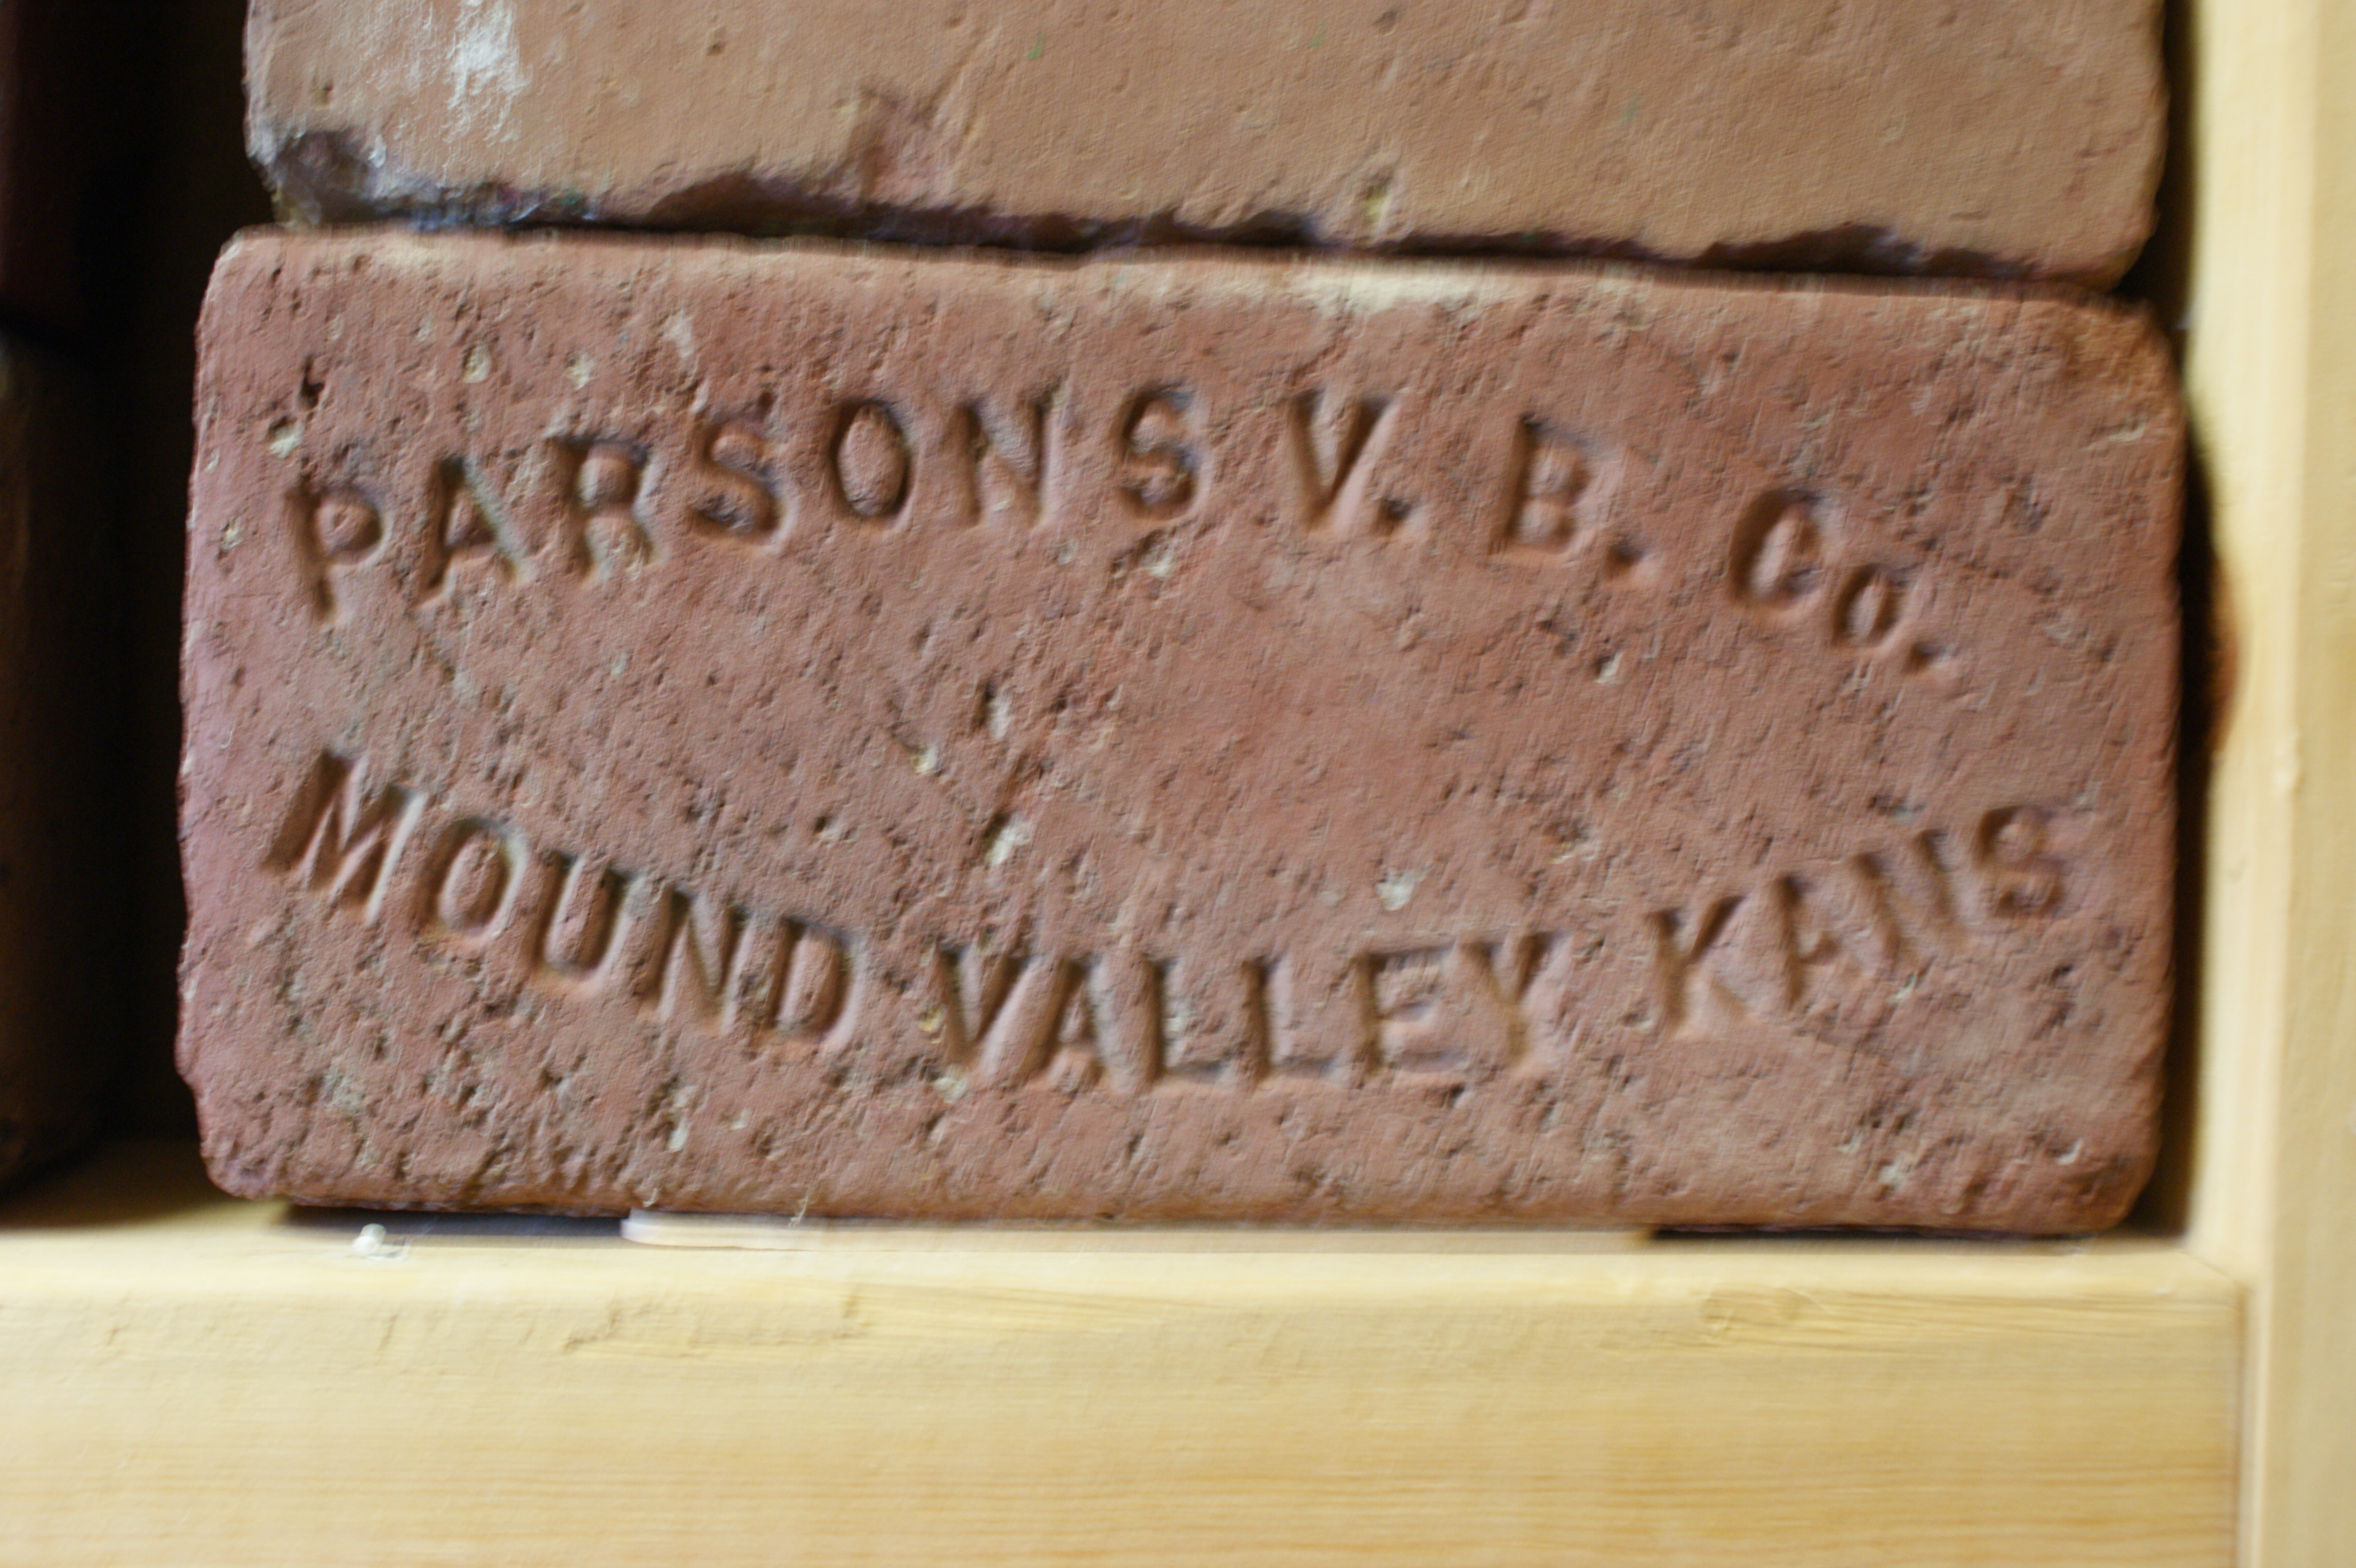 PARSONS V. B. Co.
MOUND VALLEY KANS